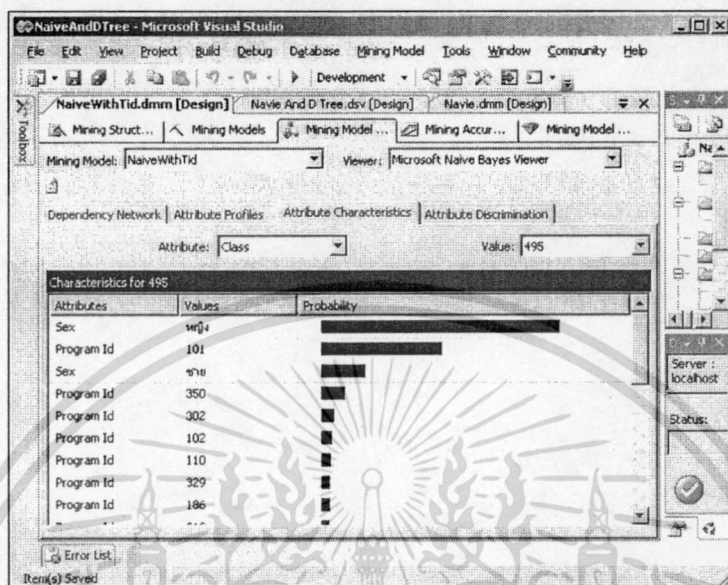 NaiveAndDTree - Microsoft Visual Studio
File Edit View Project Build Debug Database Mining Model Tools Window Community Help
Development
Toolbox
NaiveWithTid.dmm [Design] Navie And D Tree.dsv [Design] Navie.dmm [Design]
Mining Struct... Mining Models Mining Model ... Mining Accur... Mining Model ...
Mining Model: NaiveWithTid Viewer: Microsoft Naive Bayes Viewer
Dependency Network Attribute Profiles Attribute Characteristics Attribute Discrimination
Attribute: Class Value: 495
Characteristics for 495
Attributes Values Probability
Sex หญิง
Program Id 101
Sex ชาย
Program Id 350
Program Id 302
Program Id 102
Program Id 110
Program Id 329
Program Id 186
Server :
localhost
Status:
Error List
Item(s) Saved